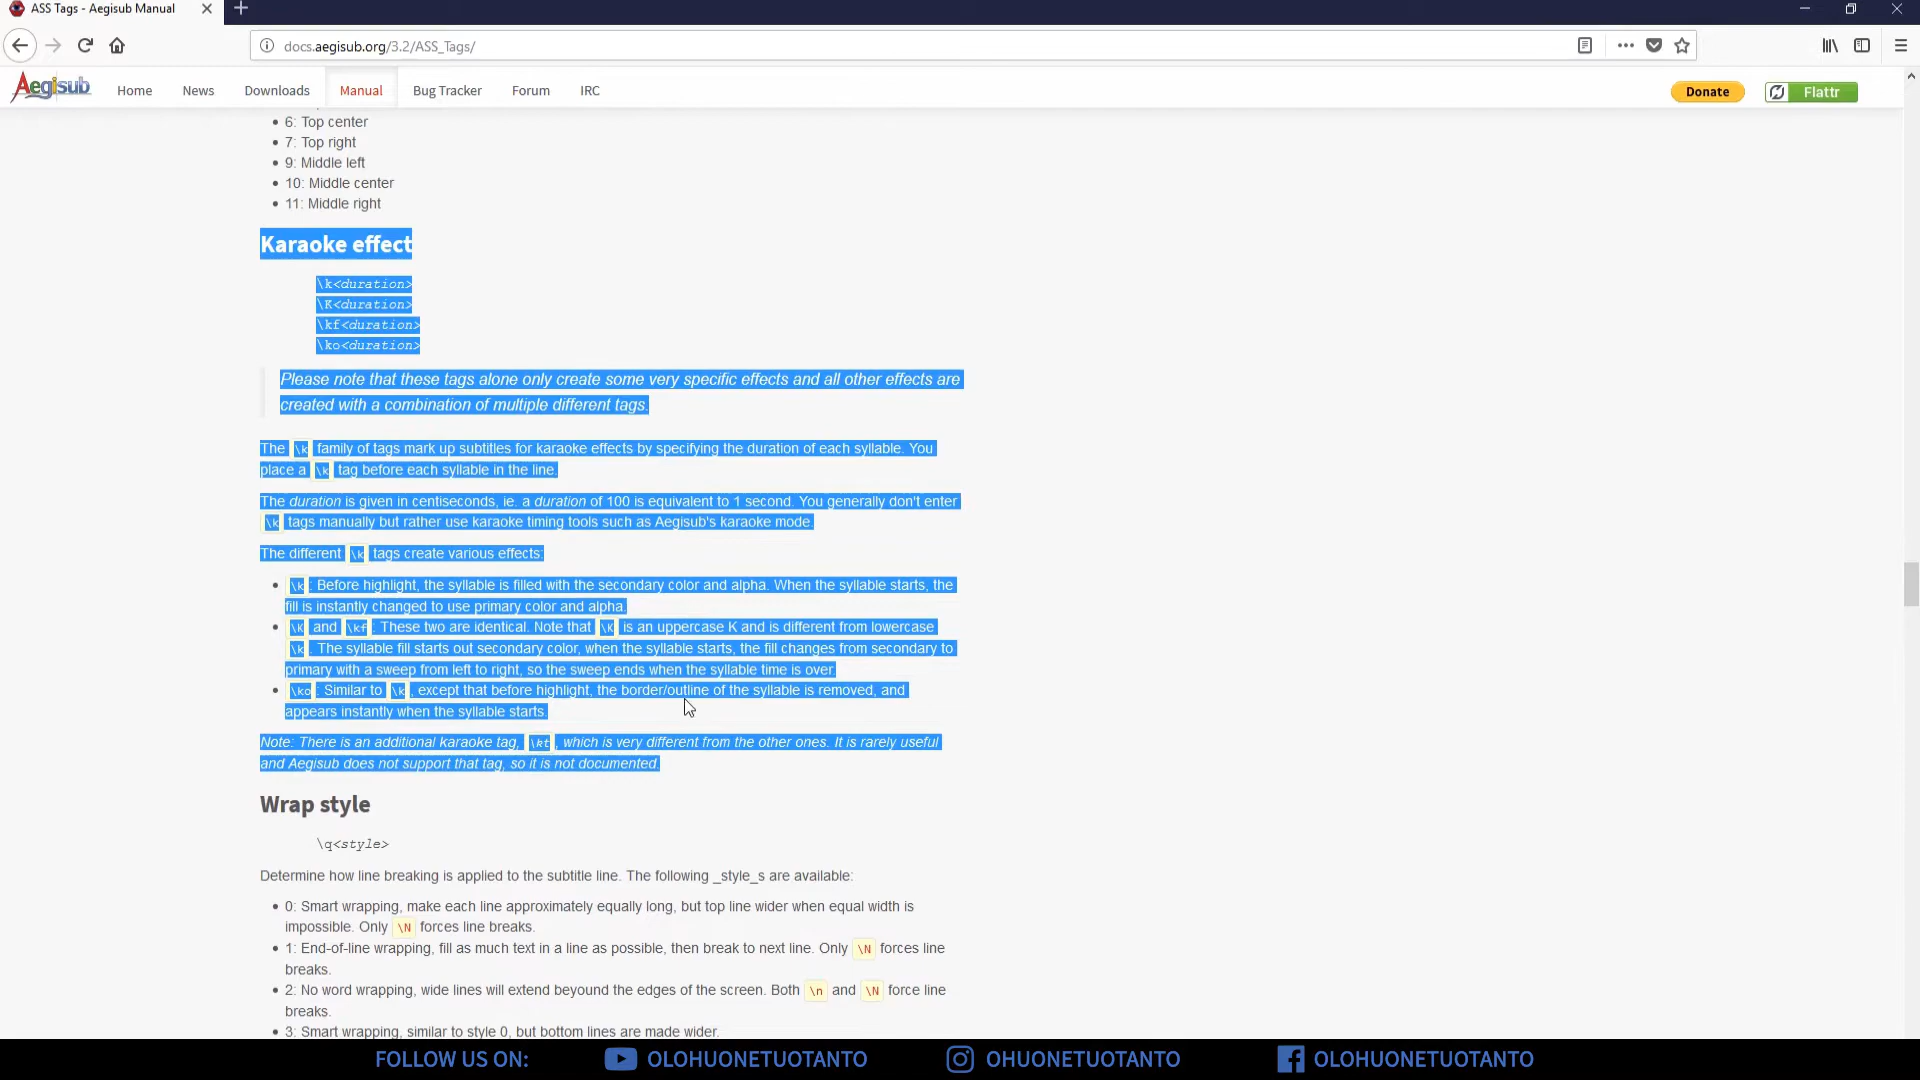 ASS Tags - Aegisub Manual
docs.aegisub.org/3.2/ASS_Tags/
Aegisub
Home News Downloads Manual Bug Tracker Forum IRC
Donate
Flattr
6: Top center
7: Top right
9: Middle left
10: Middle center
11: Middle right
Karaoke effect
\k<duration>
\K<duration>
\kf<duration>
\ko<duration>
Please note that these tags alone only create some very specific effects and all other effects are
created with a combination of multiple different tags.
The \k family of tags mark up subtitles for karaoke effects by specifying the duration of each syllable. You
place a \k tag before each syllable in the line.
The duration is given in centiseconds, ie. a duration of 100 is equivalent to 1 second. You generally don't enter
\k tags manually but rather use karaoke timing tools such as Aegisub's karaoke mode.
The different \k tags create various effects:
\k : Before highlight, the syllable is filled with the secondary color and alpha. When the syllable starts, the
fill is instantly changed to use primary color and alpha.
\K and \kf : These two are identical. Note that \K is an uppercase K and is different from lowercase
\k . The syllable fill starts out secondary color, when the syllable starts, the fill changes from secondary to
primary with a sweep from left to right, so the sweep ends when the syllable time is over.
\ko : Similar to \k , except that before highlight, the border/outline of the syllable is removed, and
appears instantly when the syllable starts.
Note: There is an additional karaoke tag, \kt , which is very different from the other ones. It is rarely useful
and Aegisub does not support that tag, so it is not documented.
Wrap style
\q<style>
Determine how line breaking is applied to the subtitle line. The following _style_s are available:
0: Smart wrapping, make each line approximately equally long, but top line wider when equal width is
impossible. Only \N forces line breaks.
1: End-of-line wrapping, fill as much text in a line as possible, then break to next line. Only \N forces line
breaks.
2: No word wrapping, wide lines will extend beyound the edges of the screen. Both \n and \N force line
breaks.
3: Smart wrapping, similar to style 0, but bottom lines are made wider.
FOLLOW US ON: OLOHUONETUOTANTO OHUONETUOTANTO OLOHUONETUOTANTO